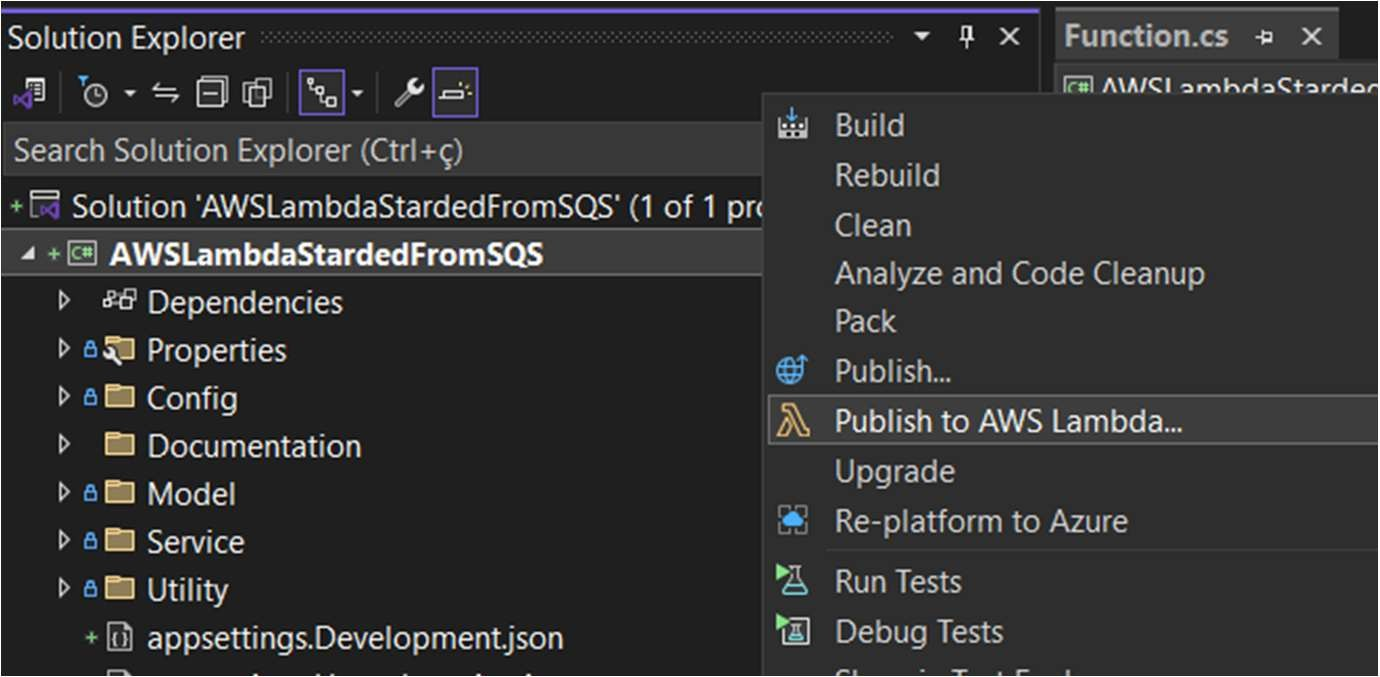 Solution Explorer
Function.cs
AWSLambdaStarded
Search Solution Explorer (Ctrl+ç)
Solution 'AWSLambdaStardedFromSQS' (1 of 1 pro
C# AWSLambdaStardedFromSQS
Dependencies
Properties
Config
Documentation
Model
Service
Utility
appsettings.Development.json
Build
Rebuild
Clean
Analyze and Code Cleanup
Pack
Publish...
Publish to AWS Lambda...
Upgrade
Re-platform to Azure
Run Tests
Debug Tests